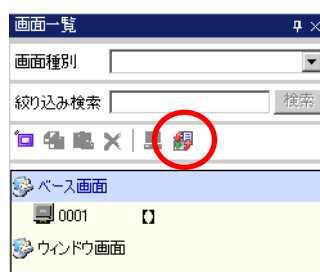 画面一覧
画面種別
絞り込み検索 検索
ベース画面
0001 【】
ウィンドウ画面